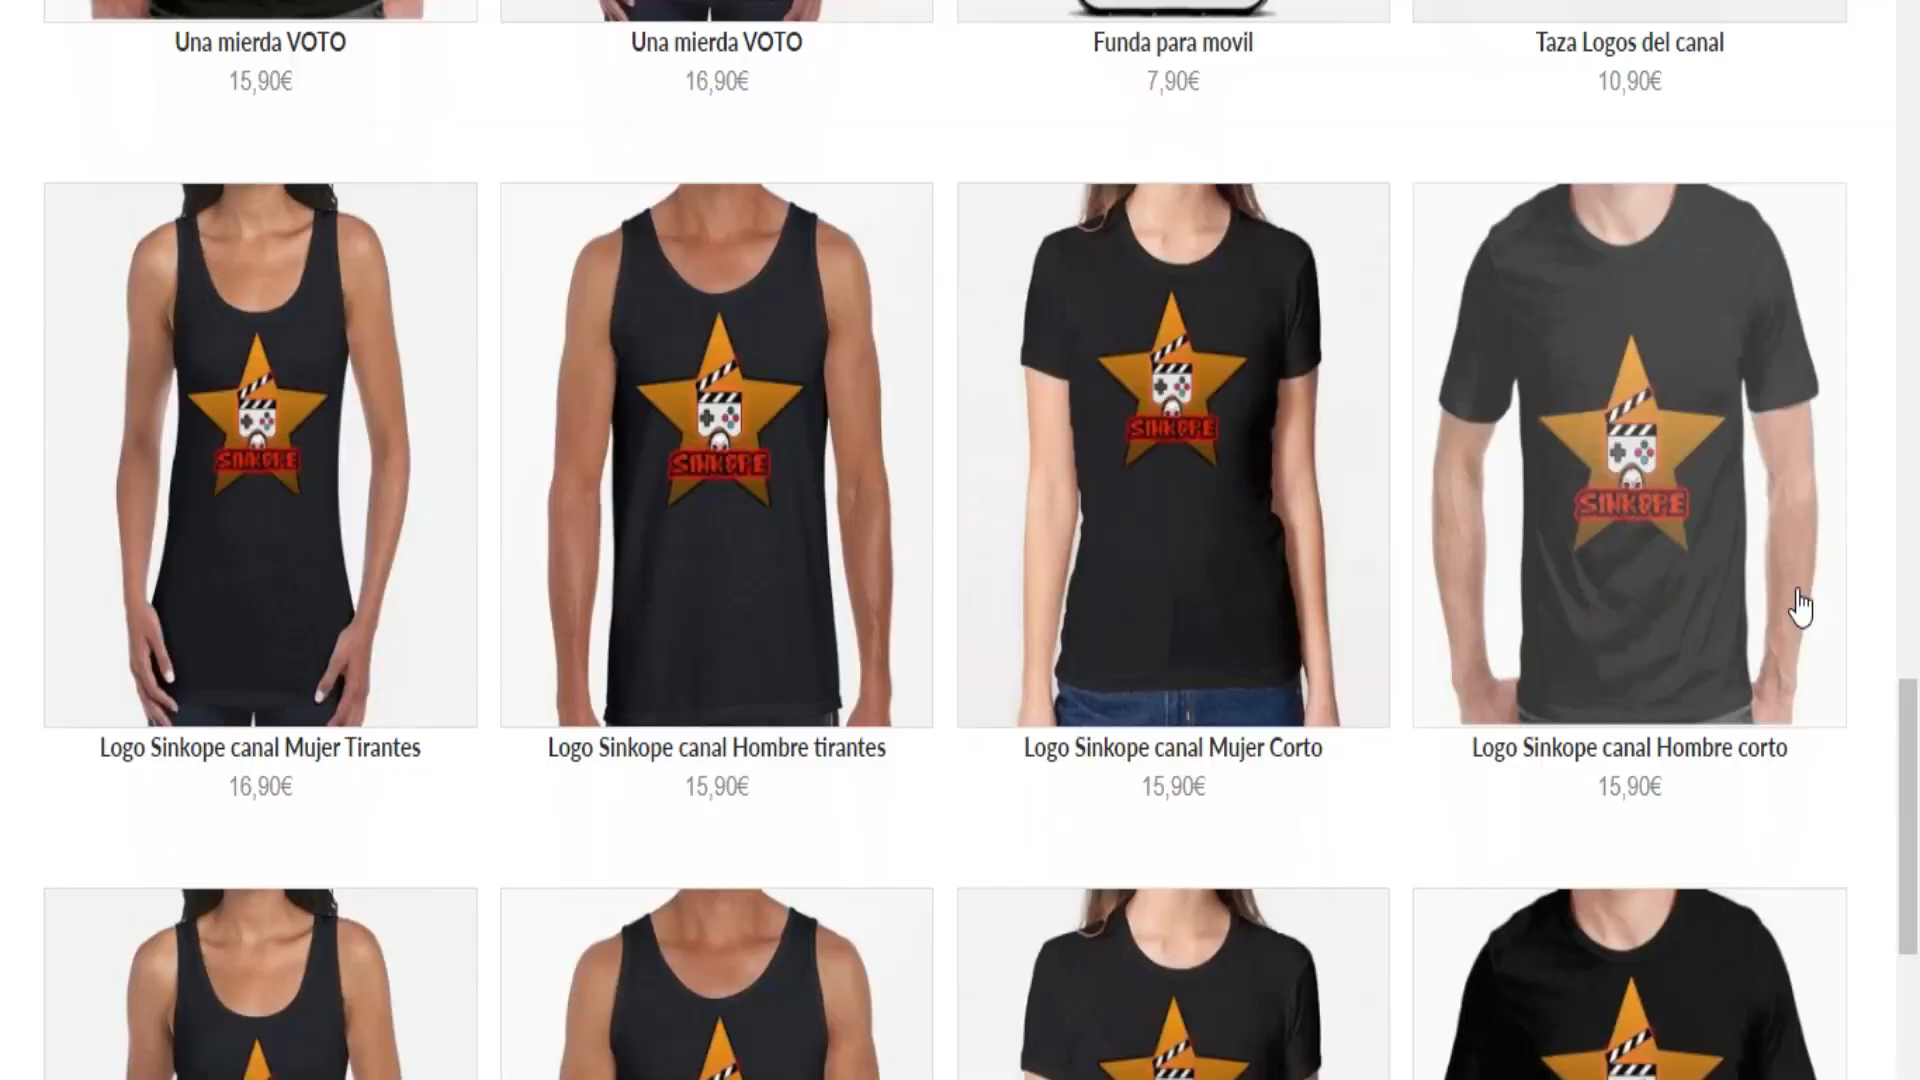 Una mierda VOTO
15,90€
Una mierda VOTO
16,90€
Funda para movil
7,90€
Taza Logos del canal
10,90€
SINKOPE
SINKOPE
SINKOPE
SINKOPE
Logo Sinkope canal Mujer Tirantes
16,90€
Logo Sinkope canal Hombre tirantes
15,90€
Logo Sinkope canal Mujer Corto
15,90€
Logo Sinkope canal Hombre corto
15,90€